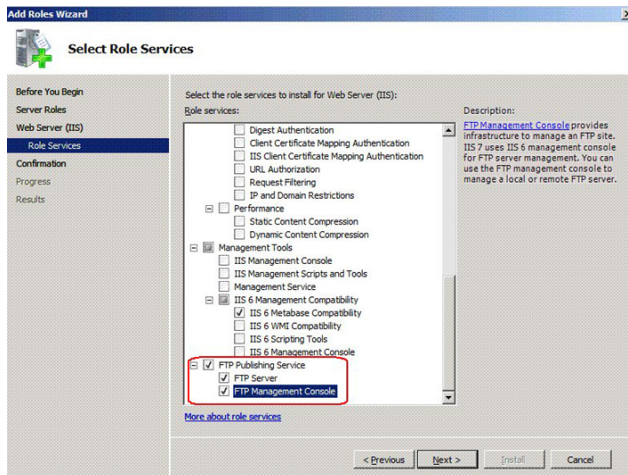 Add Roles Wizard
Select Role Services
Before You Begin
Server Roles
Web Server (IIS)
Role Services
Confirmation
Progress
Results
Select the role services to install for Web Server (IIS):
Role services:
Digest Authentication
Client Certificate Mapping Authentication
IIS Client Certificate Mapping Authentication
URL Authorization
Request Filtering
IP and Domain Restrictions
Performance
Static Content Compression
Dynamic Content Compression
Management Tools
IIS Management Console
IIS Management Scripts and Tools
Management Service
IIS 6 Management Compatibility
IIS 6 Metabase Compatibility
IIS 6 WMI Compatibility
IIS 6 Scripting Tools
IIS 6 Management Console
FTP Publishing Service
FTP Server
FTP Management Console
More about role services
Description:
FTP Management Console provides
infrastructure to manage an FTP site.
IIS 7 uses IIS 6 management console
for FTP server management. You can
use the FTP management console to
manage a local or remote FTP server.
< Previous
Next >
Install
Cancel